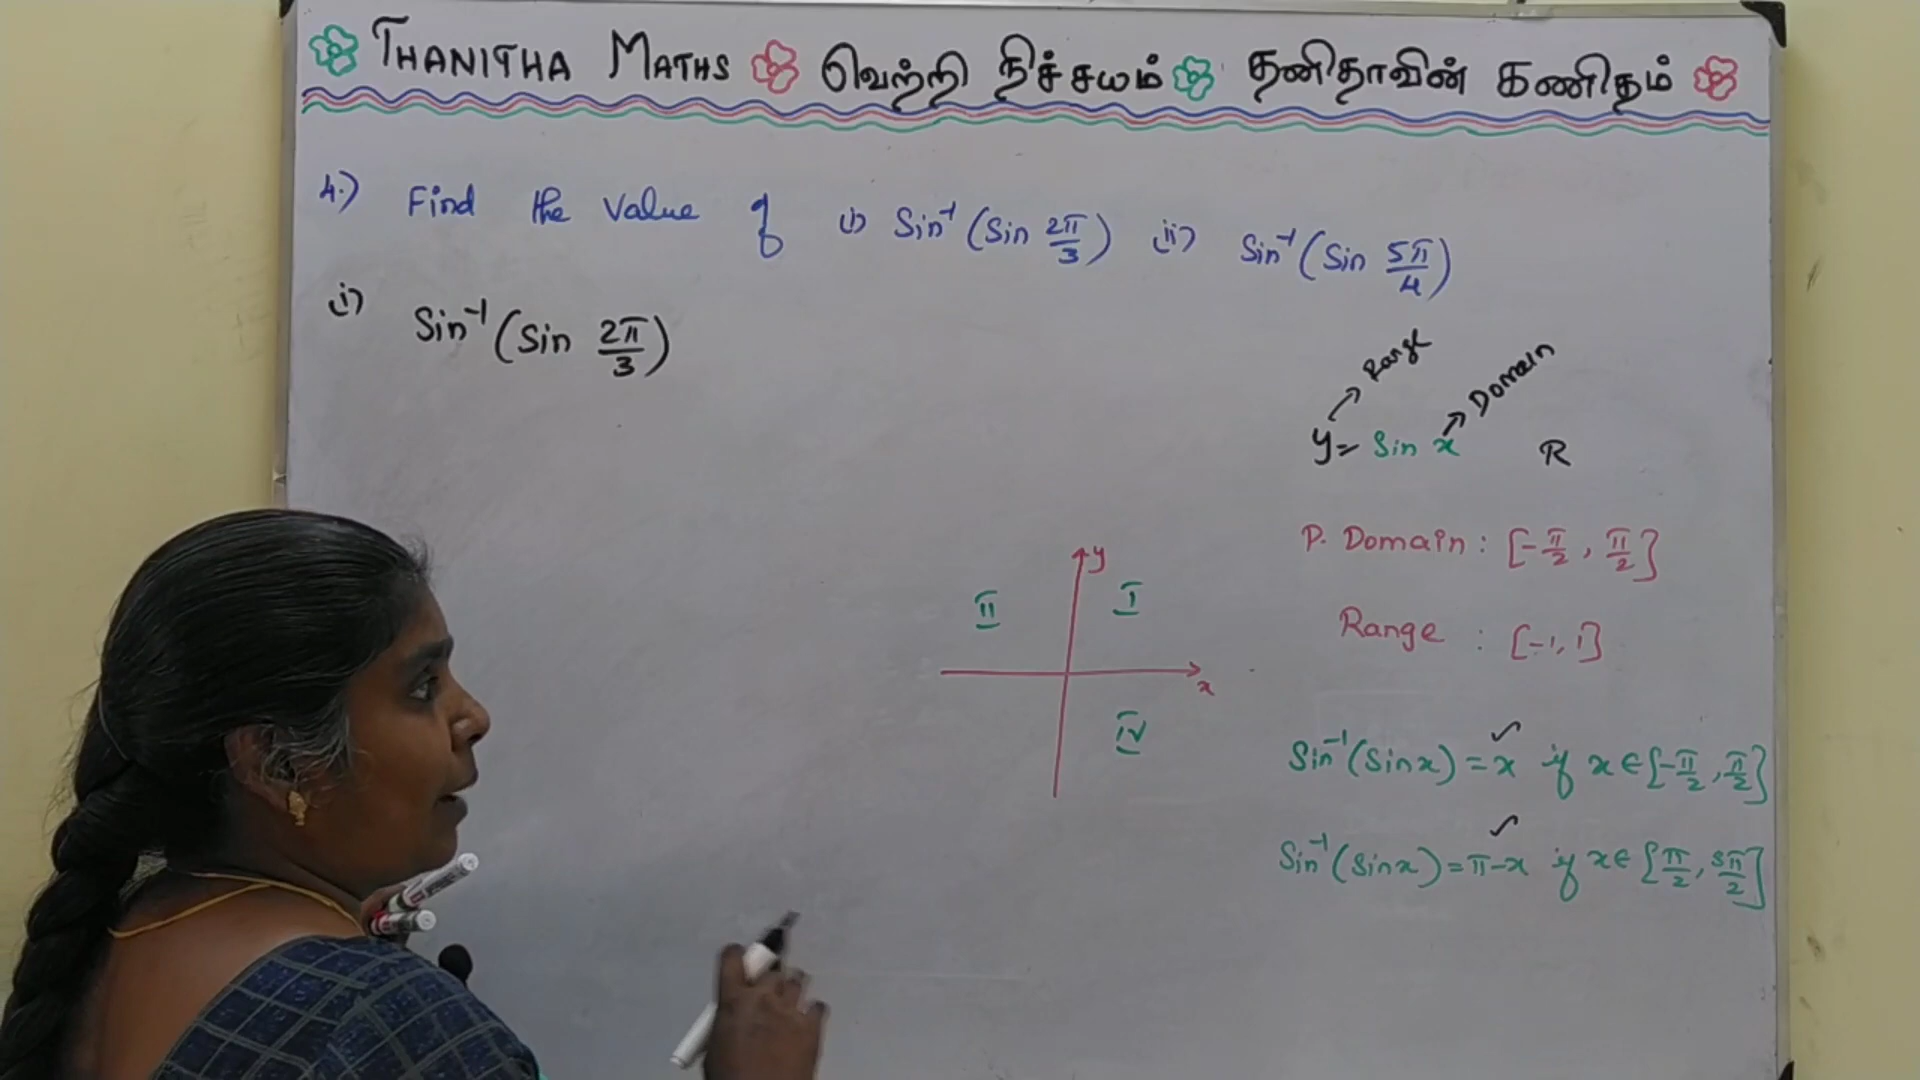 THANITHA MATHS வெற்றி நிச்சயம் தனிதாவின் கணிதம்
4.) Find the Value of i) Sin⁻¹(Sin 2π/3) ii) Sin⁻¹(Sin 5π/4)
i) Sin⁻¹(Sin 2π/3)
Range
Domain
y = Sin x R
P. Domain : [-π/2, π/2]
Range : [-1, 1]
y
II I
x
IV
Sin⁻¹(Sin x) = x if x ∈ [-π/2, π/2]
Sin⁻¹(Sin x) = π-x if x ∈ [π/2, 3π/2]